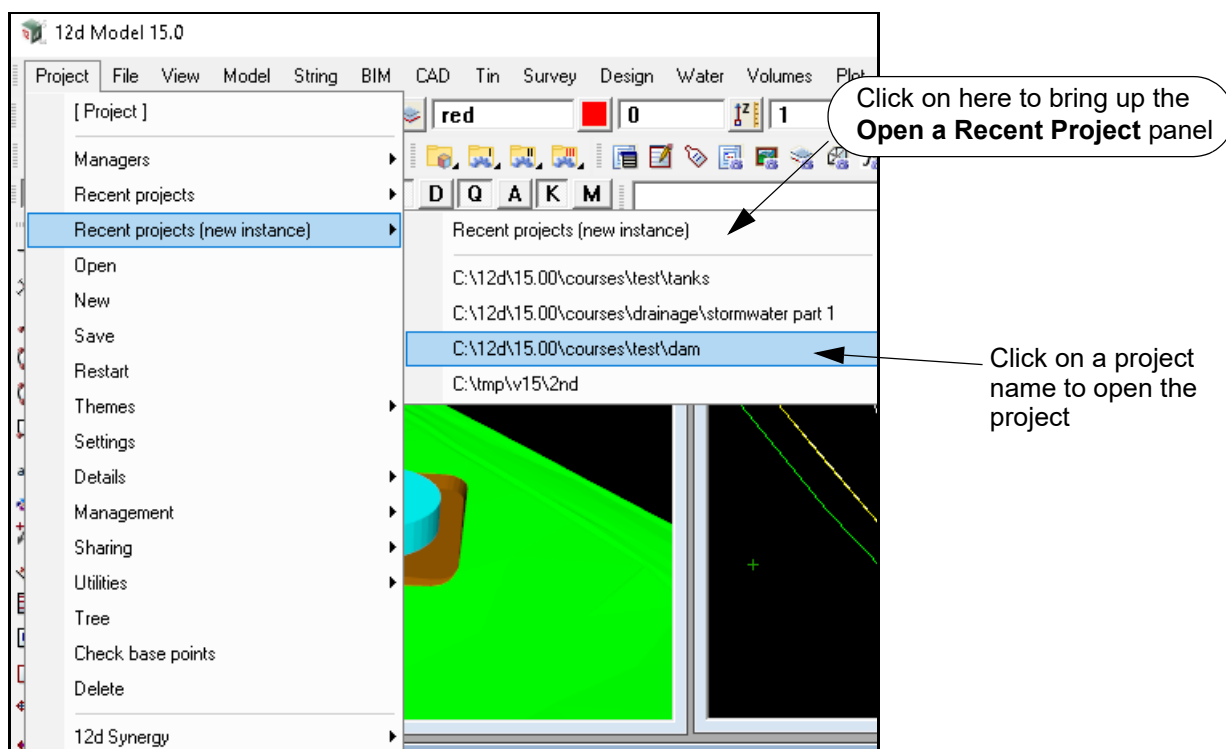 12d Model 15.0
Project File View Model String BIM CAD Tin Survey Design Water Volumes Plot
[ Project ]
red 0 1
Click on here to bring up the
Open a Recent Project panel
Managers
Recent projects
D Q A K M
Recent projects (new instance)
Recent projects (new instance)
Open
C:\12d\15.00\courses\test\tanks
New
C:\12d\15.00\courses\drainage\stormwater part 1
Save
C:\12d\15.00\courses\test\dam
Click on a project
name to open the
project
Restart
C:\tmp\v15\2nd
Themes
Settings
Details
Management
Sharing
Utilities
Tree
Check base points
Delete
12d Synergy